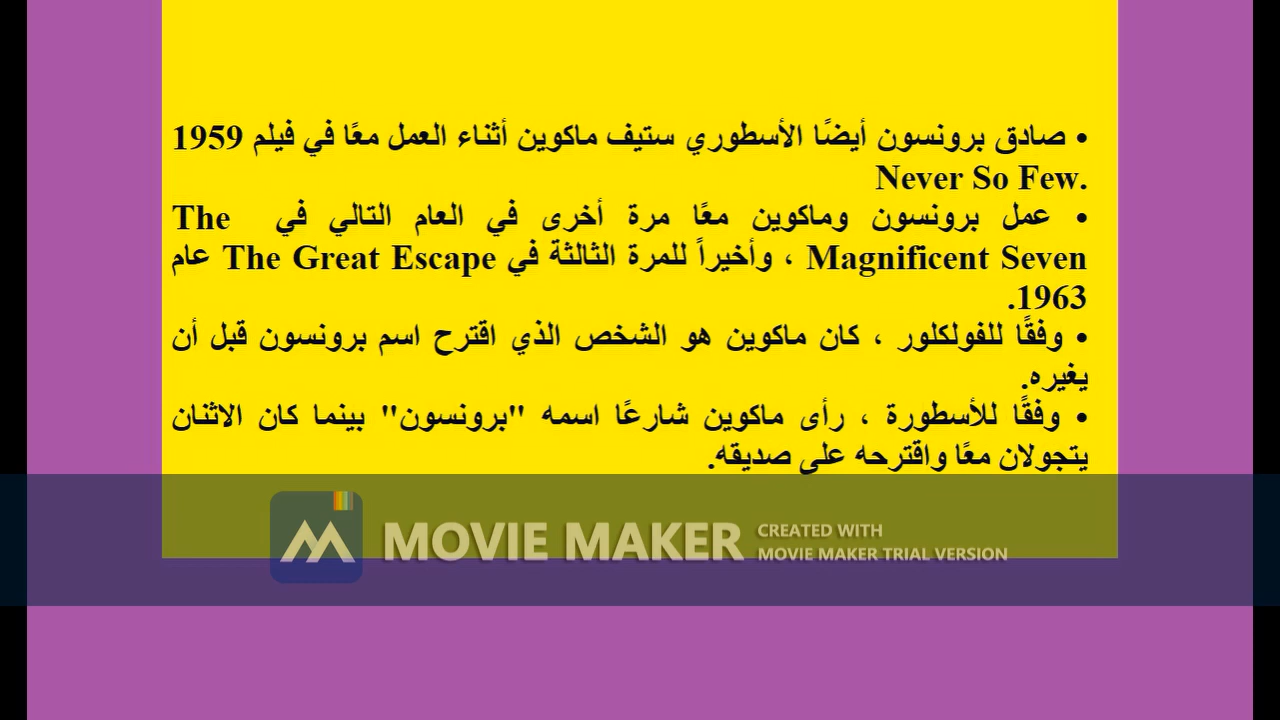 • صادق برونسون أيضًا الأسطوري ستيف ماكوين أثناء العمل معًا في فيلم 1959
Never So Few.
• عمل برونسون وماكوين معًا مرة أخرى في العام التالي في The
Magnificent Seven ، وأخيراً للمرة الثالثة في The Great Escape عام
1963.
• وفقًا للفولكلور ، كان ماكوين هو الشخص الذي اقترح اسم برونسون قبل أن
يغيره.
• وفقًا للأسطورة ، رأى ماكوين شارعًا اسمه "برونسون" بينما كان الاثنان
يتجولان معًا واقترحه على صديقه.
MOVIE MAKER
CREATED WITH
MOVIE MAKER TRIAL VERSION